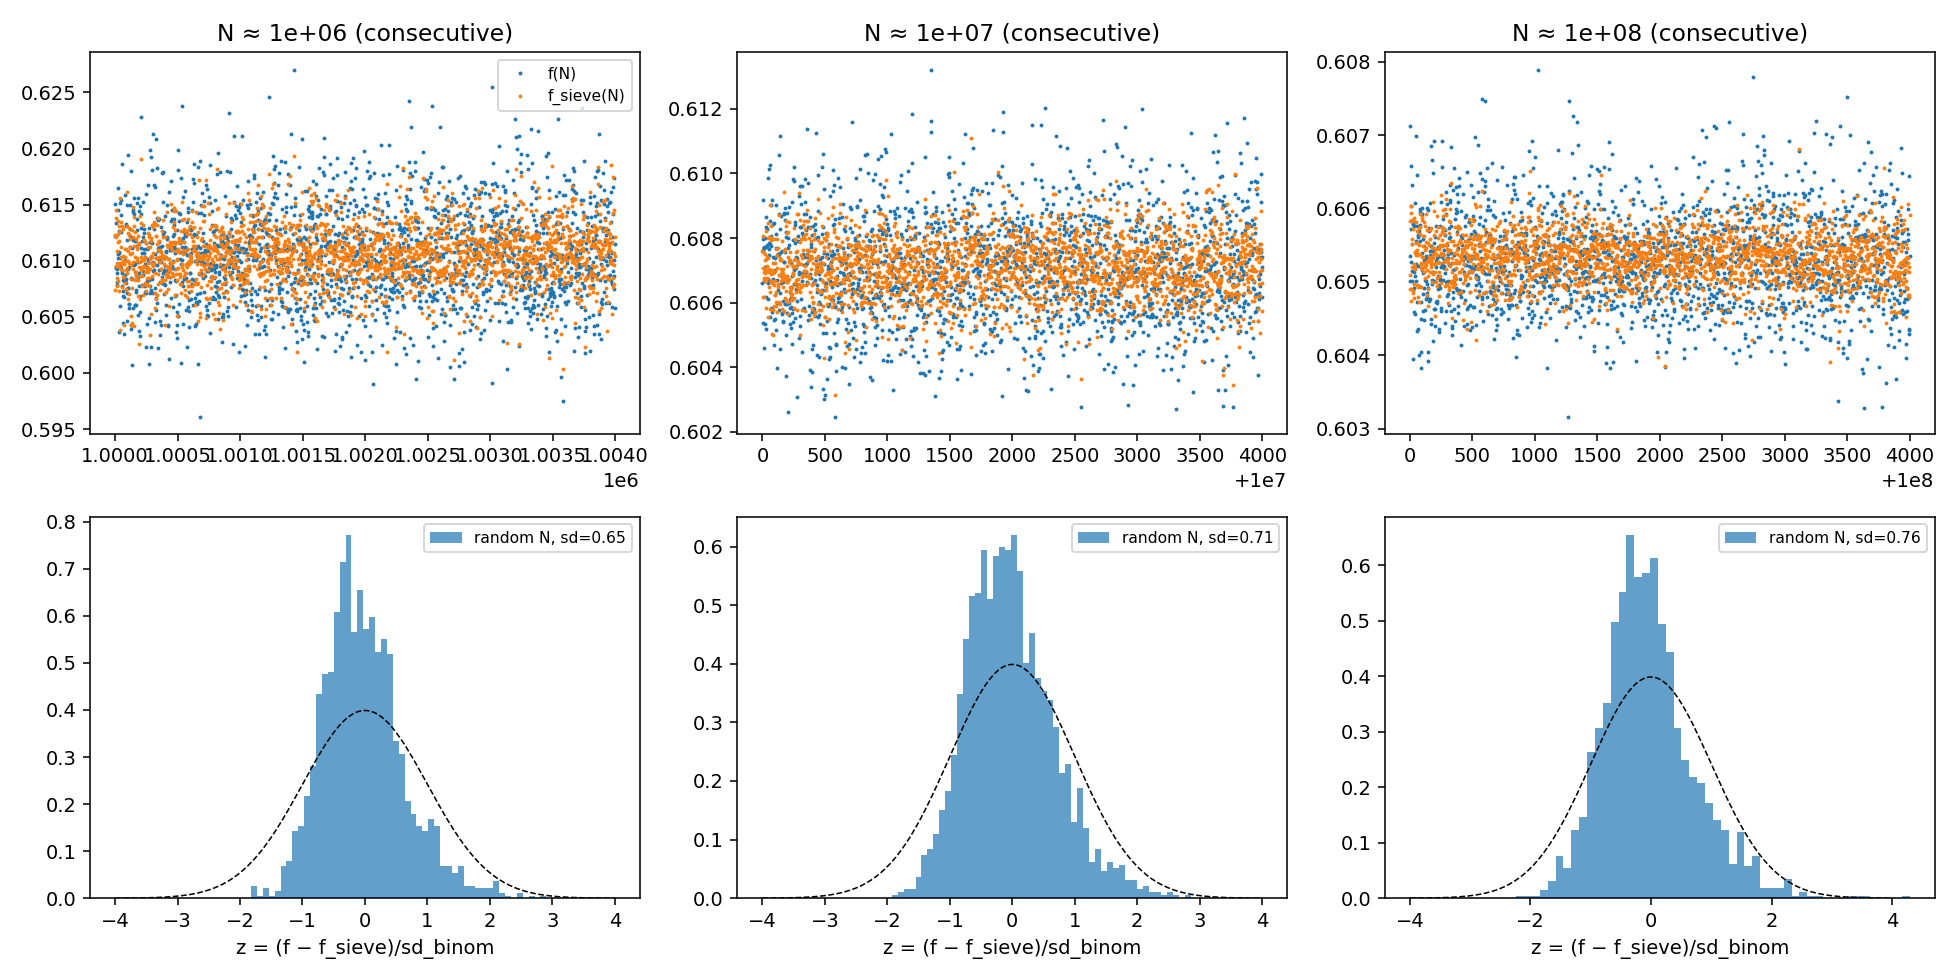 N ≈ 1e+06 (consecutive)
N ≈ 1e+07 (consecutive)
N ≈ 1e+08 (consecutive)
f(N)
f_sieve(N)
0.625
0.620
0.615
0.610
0.605
0.600
0.595
1.0000 1.0005 1.0010 1.0015 1.0020 1.0025 1.0030 1.0035 1.0040
1e6
0.612
0.610
0.608
0.606
0.604
0.602
0 500 1000 1500 2000 2500 3000 3500 4000
+1e7
0.608
0.607
0.606
0.605
0.604
0.603
0 500 1000 1500 2000 2500 3000 3500 4000
+1e8
random N, sd=0.65
0.8
0.7
0.6
0.5
0.4
0.3
0.2
0.1
0.0
−4 −3 −2 −1 0 1 2 3 4
z = (f − f_sieve)/sd_binom
random N, sd=0.71
0.6
0.5
0.4
0.3
0.2
0.1
0.0
−4 −3 −2 −1 0 1 2 3 4
z = (f − f_sieve)/sd_binom
random N, sd=0.76
0.6
0.5
0.4
0.3
0.2
0.1
0.0
−4 −2 0 2 4
z = (f − f_sieve)/sd_binom